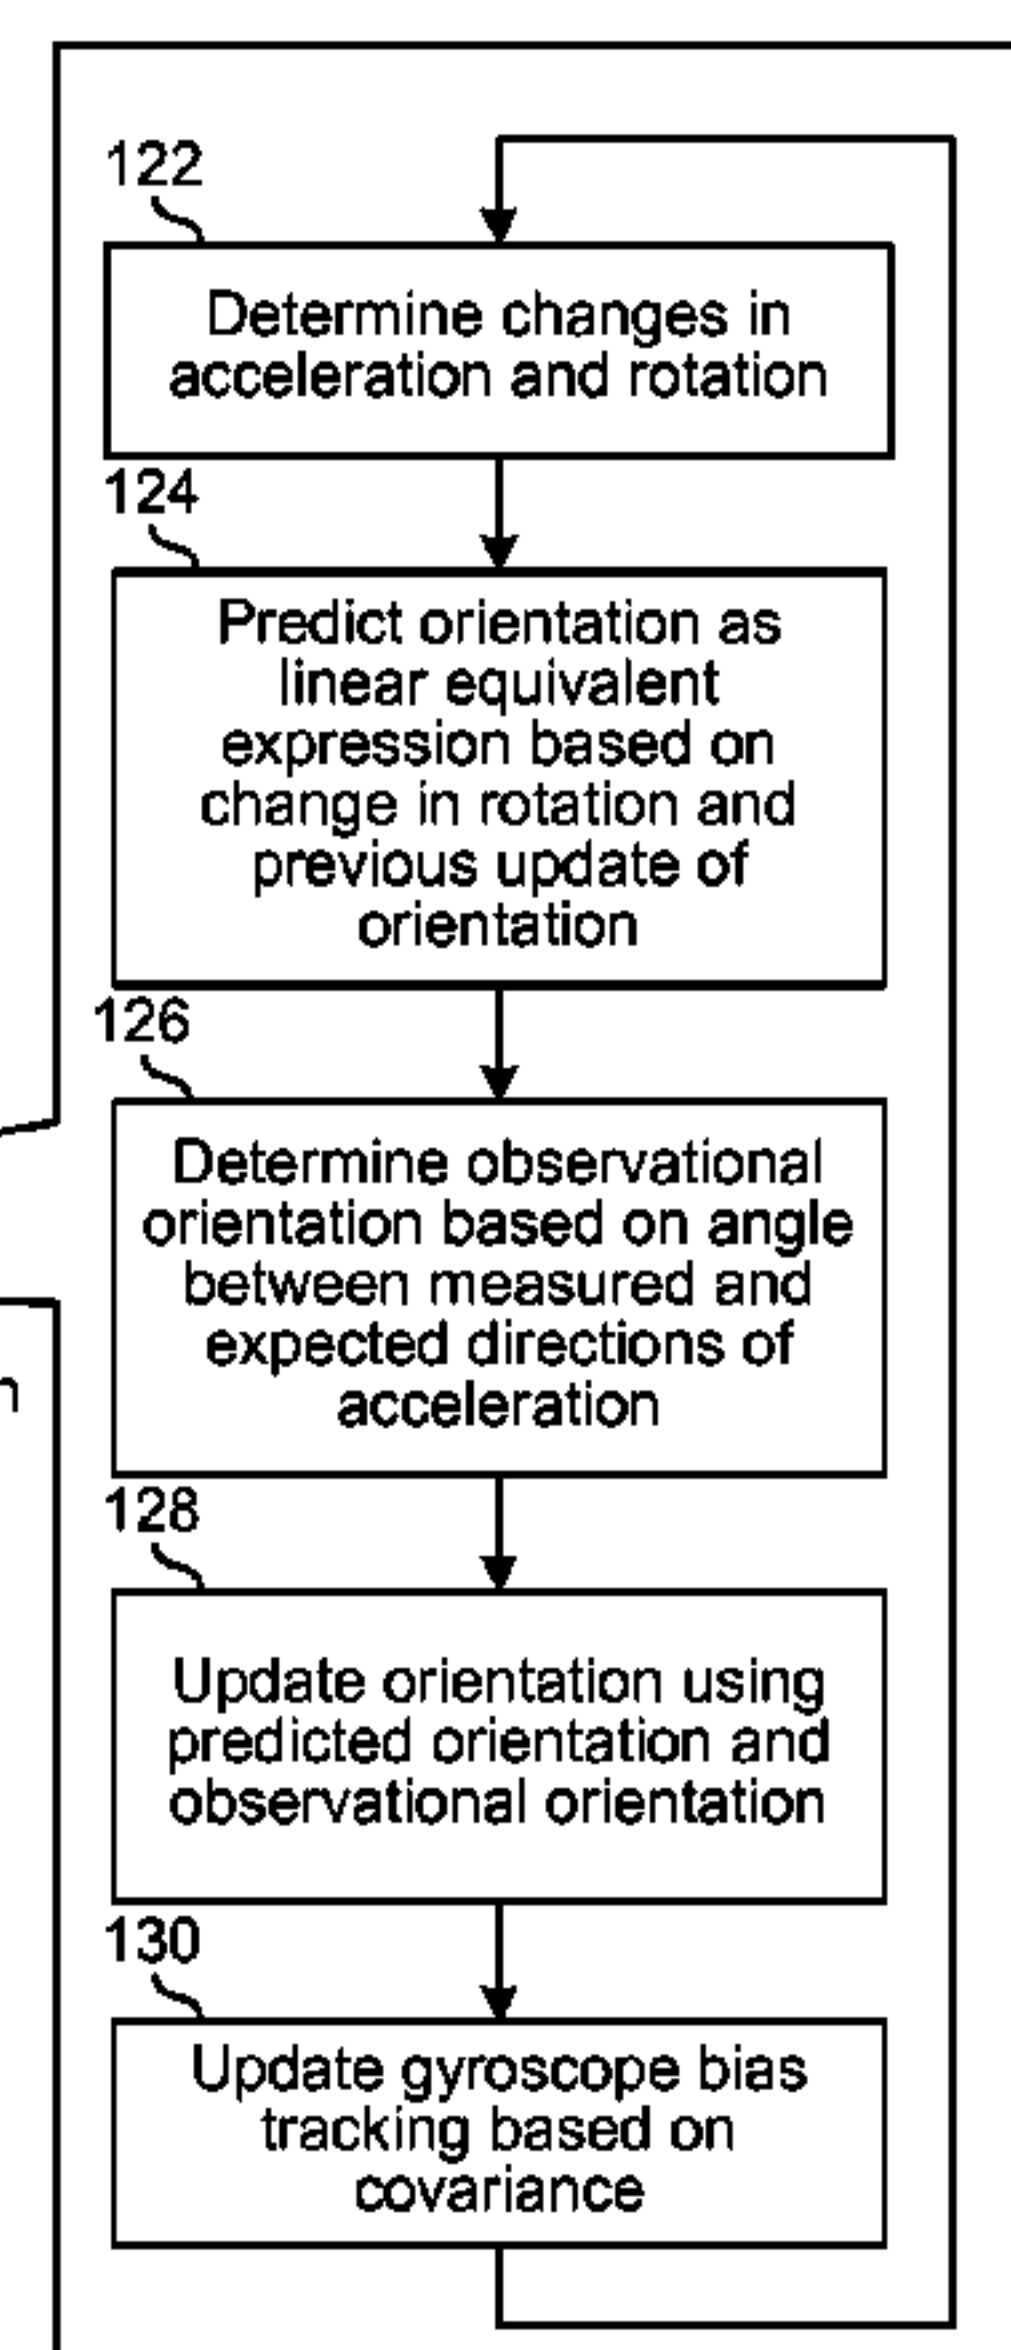 122
Determine changes in
acceleration and rotation
124
Predict orientation as
linear equivalent
expression based on
change in rotation and
previous update of
orientation
126
Determine observational
orientation based on angle
between measured and
expected directions of
acceleration
128
Update orientation using
predicted orientation and
observational orientation
130
Update gyroscope bias
tracking based on
covariance